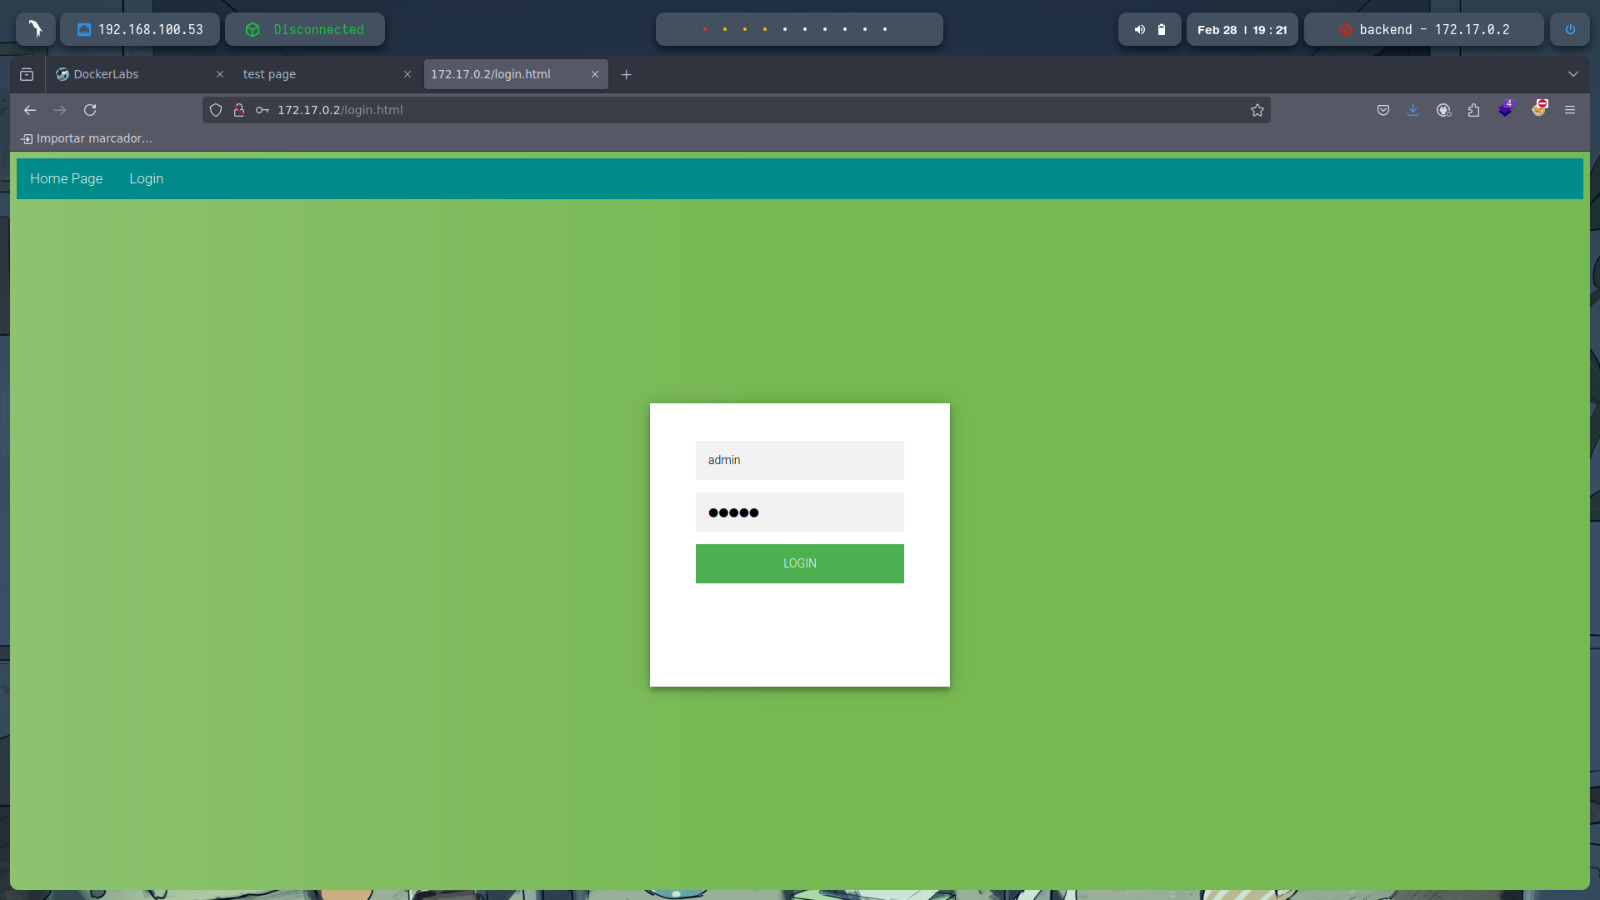 192.168.100.53
Disconnected
Feb 28 | 19 : 21
backend - 172.17.0.2
DockerLabs
test page
172.17.0.2/login.html
172.17.0.2/login.html
4
Importar marcador...
Home Page
Login
admin
LOGIN